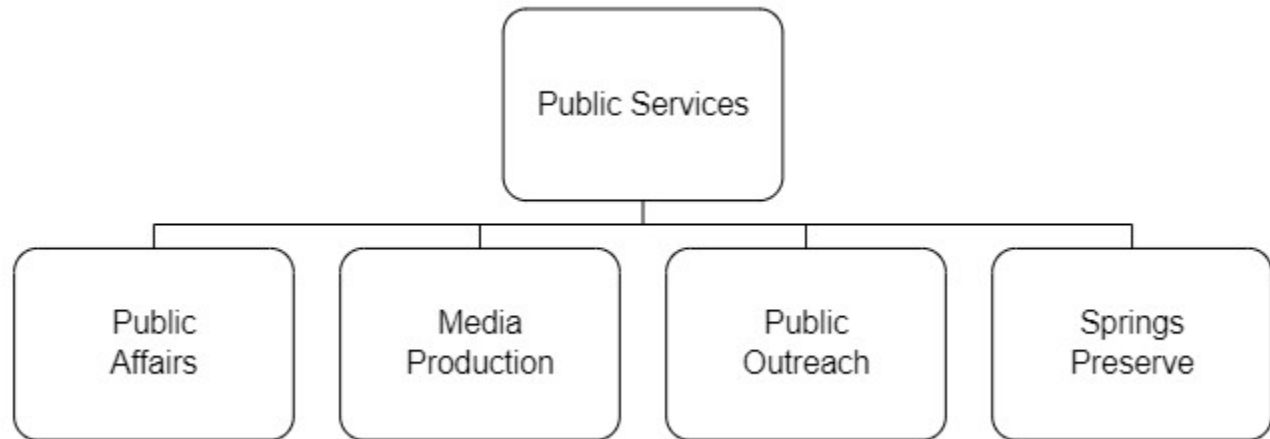 Public Services
Public
Affairs
Media
Production
Public
Outreach
Springs
Preserve